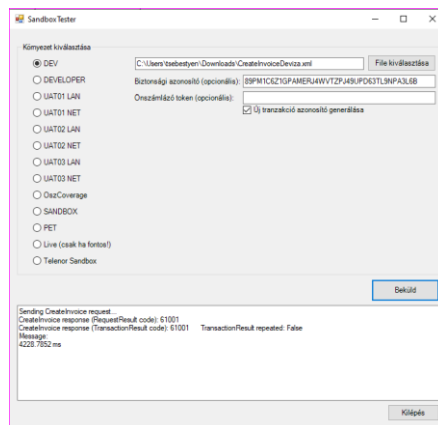 SandboxTester
Környezet kiválasztása
DEV
C:\Users\tsebestyen\Downloads\CreateInvoiceDeviza.xml
File kiválasztása
DEVELOPER
Biztonsági azonosító (opcionális):
89PM1C6Z1GPAMERJ4WVTZPJ49UPD63TL9NPA3L6B
UAT01 LAN
Önszámlázó token (opcionális):
UAT01 NET
Új tranzakció azonosító generálása
UAT02 LAN
UAT02 NET
UAT03 LAN
UAT03 NET
OszCoverage
SANDBOX
PET
Live (csak ha fontos!)
Telenor Sandbox
Beküld
Sending CreateInvoice request...
CreateInvoice response (RequestResult code): 61001
CreateInvoice response (TransactionResult code): 61001 TransactionResult repeated: False
Message:
4228.7852 ms
Kilépés